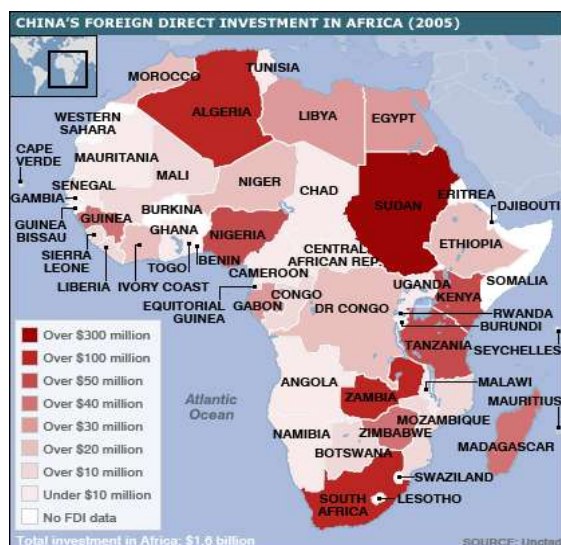 CHINA'S FOREIGN DIRECT INVESTMENT IN AFRICA (2005)
TUNISIA
MOROCCO
ALGERIA
LIBYA
EGYPT
WESTERN
SAHARA
CAPE
VERDE
MAURITANIA
MALI
NIGER
CHAD
SUDAN
ERITREA
DJIBOUTI
SENEGAL
GAMBIA
GUINEA
BISSAU
GUINEA
BURKINA
GHANA
NIGERIA
ETHIOPIA
SIERRA
LEONE
TOGO
BENIN
CENTRAL
AFRICAN REP.
SOMALIA
LIBERIA
IVORY COAST
CAMEROON
UGANDA
KENYA
EQUITORIAL
GUINEA
GABON
CONGO
DR CONGO
RWANDA
BURUNDI
TANZANIA
SEYCHELLES
ANGOLA
ZAMBIA
MALAWI
MAURITIUS
MOZAMBIQUE
ZIMBABWE
MADAGASCAR
NAMIBIA
BOTSWANA
SWAZILAND
SOUTH
AFRICA
LESOTHO
Atlantic
Ocean
Over $300 million
Over $100 million
Over $50 million
Over $40 million
Over $30 million
Over $20 million
Over $10 million
Under $10 million
No FDI data
Total investment in Africa: $1.6 billion
SOURCE: Unctad